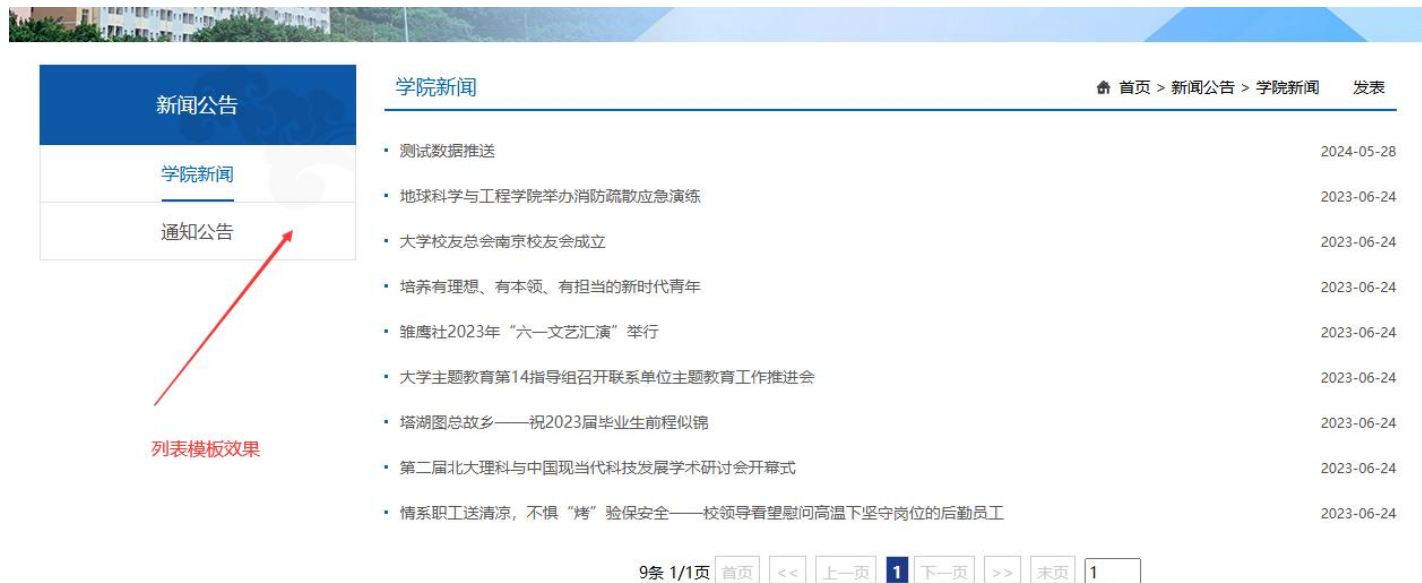 新闻公告
学院新闻
通知公告
列表模板效果
学院新闻
首页 > 新闻公告 > 学院新闻 发表
测试数据推送 2024-05-28
地球科学与工程学院举办消防疏散应急演练 2023-06-24
大学校友总会南京校友会成立 2023-06-24
培养有理想、有本领、有担当的新时代青年 2023-06-24
雏鹰社2023年“六一文艺汇演”举行 2023-06-24
大学主题教育第14指导组召开联系单位主题教育工作推进会 2023-06-24
塔湖图总故乡——祝2023届毕业生前程似锦 2023-06-24
第二届北大理科与中国现当代科技发展学术研讨会开幕式 2023-06-24
情系职工送清凉，不惧“烤”验保安全——校领导看望慰问高温下坚守岗位的后勤员工 2023-06-24
9条 1/1页 首页 << 上一页 1 下一页 >> 末页 1